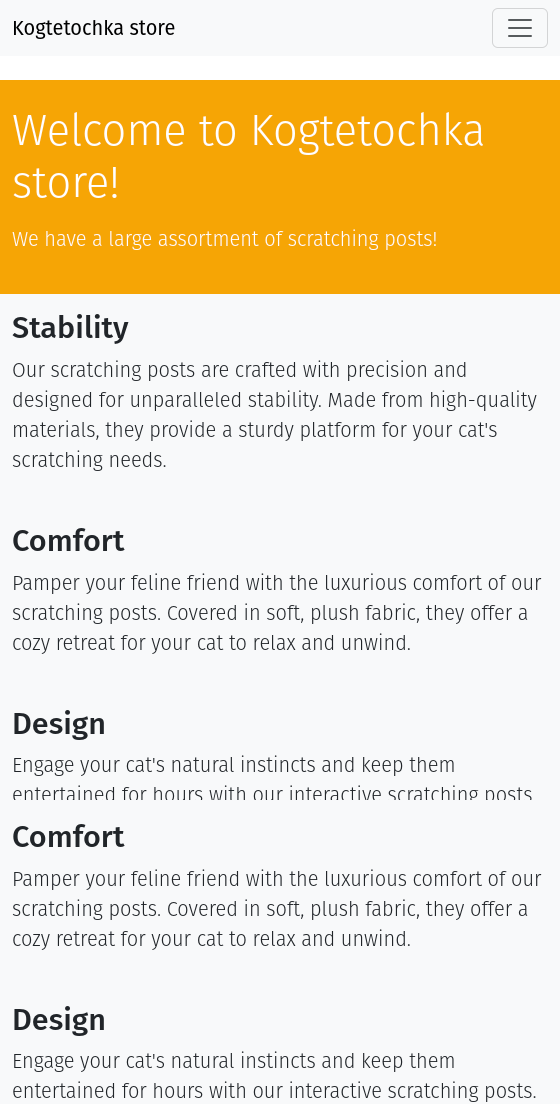 Kogtetochka store
Welcome to Kogtetochka
store!
We have a large assortment of scratching posts!
Stability
Our scratching posts are crafted with precision and
designed for unparalleled stability. Made from high-quality
materials, they provide a sturdy platform for your cat's
scratching needs.
Comfort
Pamper your feline friend with the luxurious comfort of our
scratching posts. Covered in soft, plush fabric, they offer a
cozy retreat for your cat to relax and unwind.
Design
Engage your cat's natural instincts and keep them
entertained for hours with our interactive scratching posts
Comfort
Pamper your feline friend with the luxurious comfort of our
scratching posts. Covered in soft, plush fabric, they offer a
cozy retreat for your cat to relax and unwind.
Design
Engage your cat's natural instincts and keep them
entertained for hours with our interactive scratching posts.